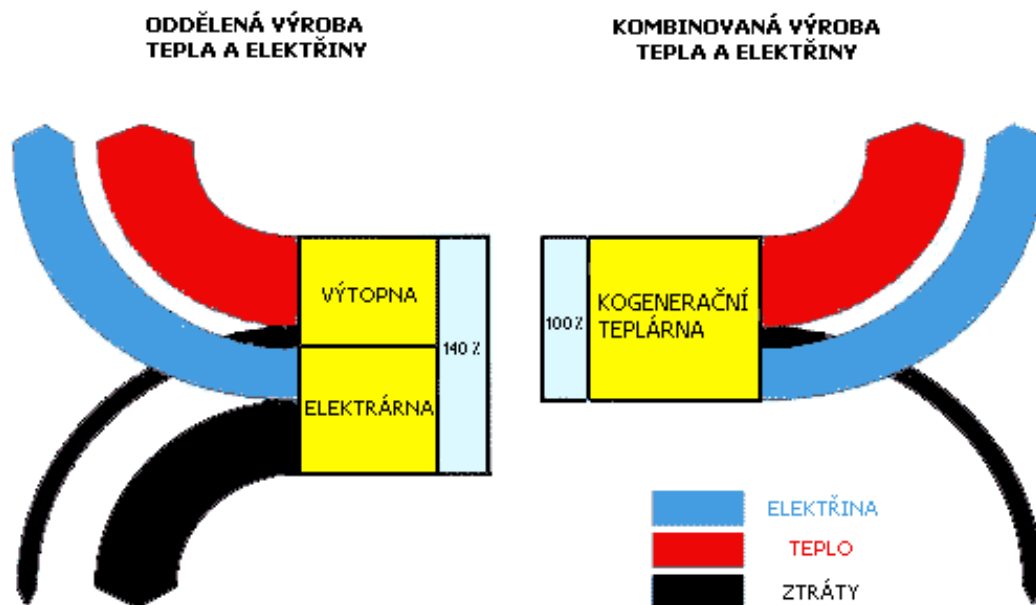 ODDĚLENÁ VÝROBA
TEPLA A ELEKTŘINY
KOMBINOVANÁ VÝROBA
TEPLA A ELEKTŘINY
VÝTOPNA
140 %
ELEKTRÁRNA
100 %
KOGENERAČNÍ
TEPLÁRNA
ELEKTŘINA
TEPLO
ZTRÁTY